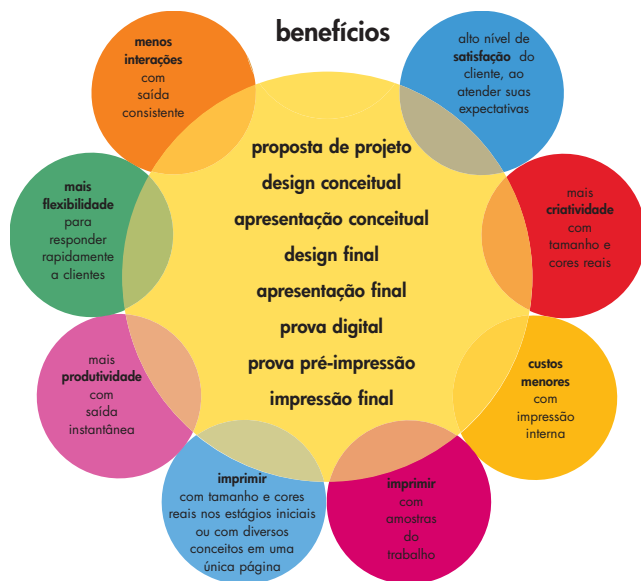 benefícios
menos
interações
com
saída
consistente
alto nível de
satisfação do
cliente, ao
atender suas
expectativas
mais
flexibilidade
para
responder
rapidamente
a clientes
mais
criatividade
com
tamanho e
cores reais
proposta de projeto
design conceitual
apresentação conceitual
design final
apresentação final
prova digital
prova pré-impressão
impressão final
mais
produtividade
com
saída
instantânea
custos
menores
com
impressão
interna
imprimir
com tamanho e cores
reais nos estágios iniciais
ou com diversos
conceitos em uma
única página
imprimir
com
amostras
do
trabalho